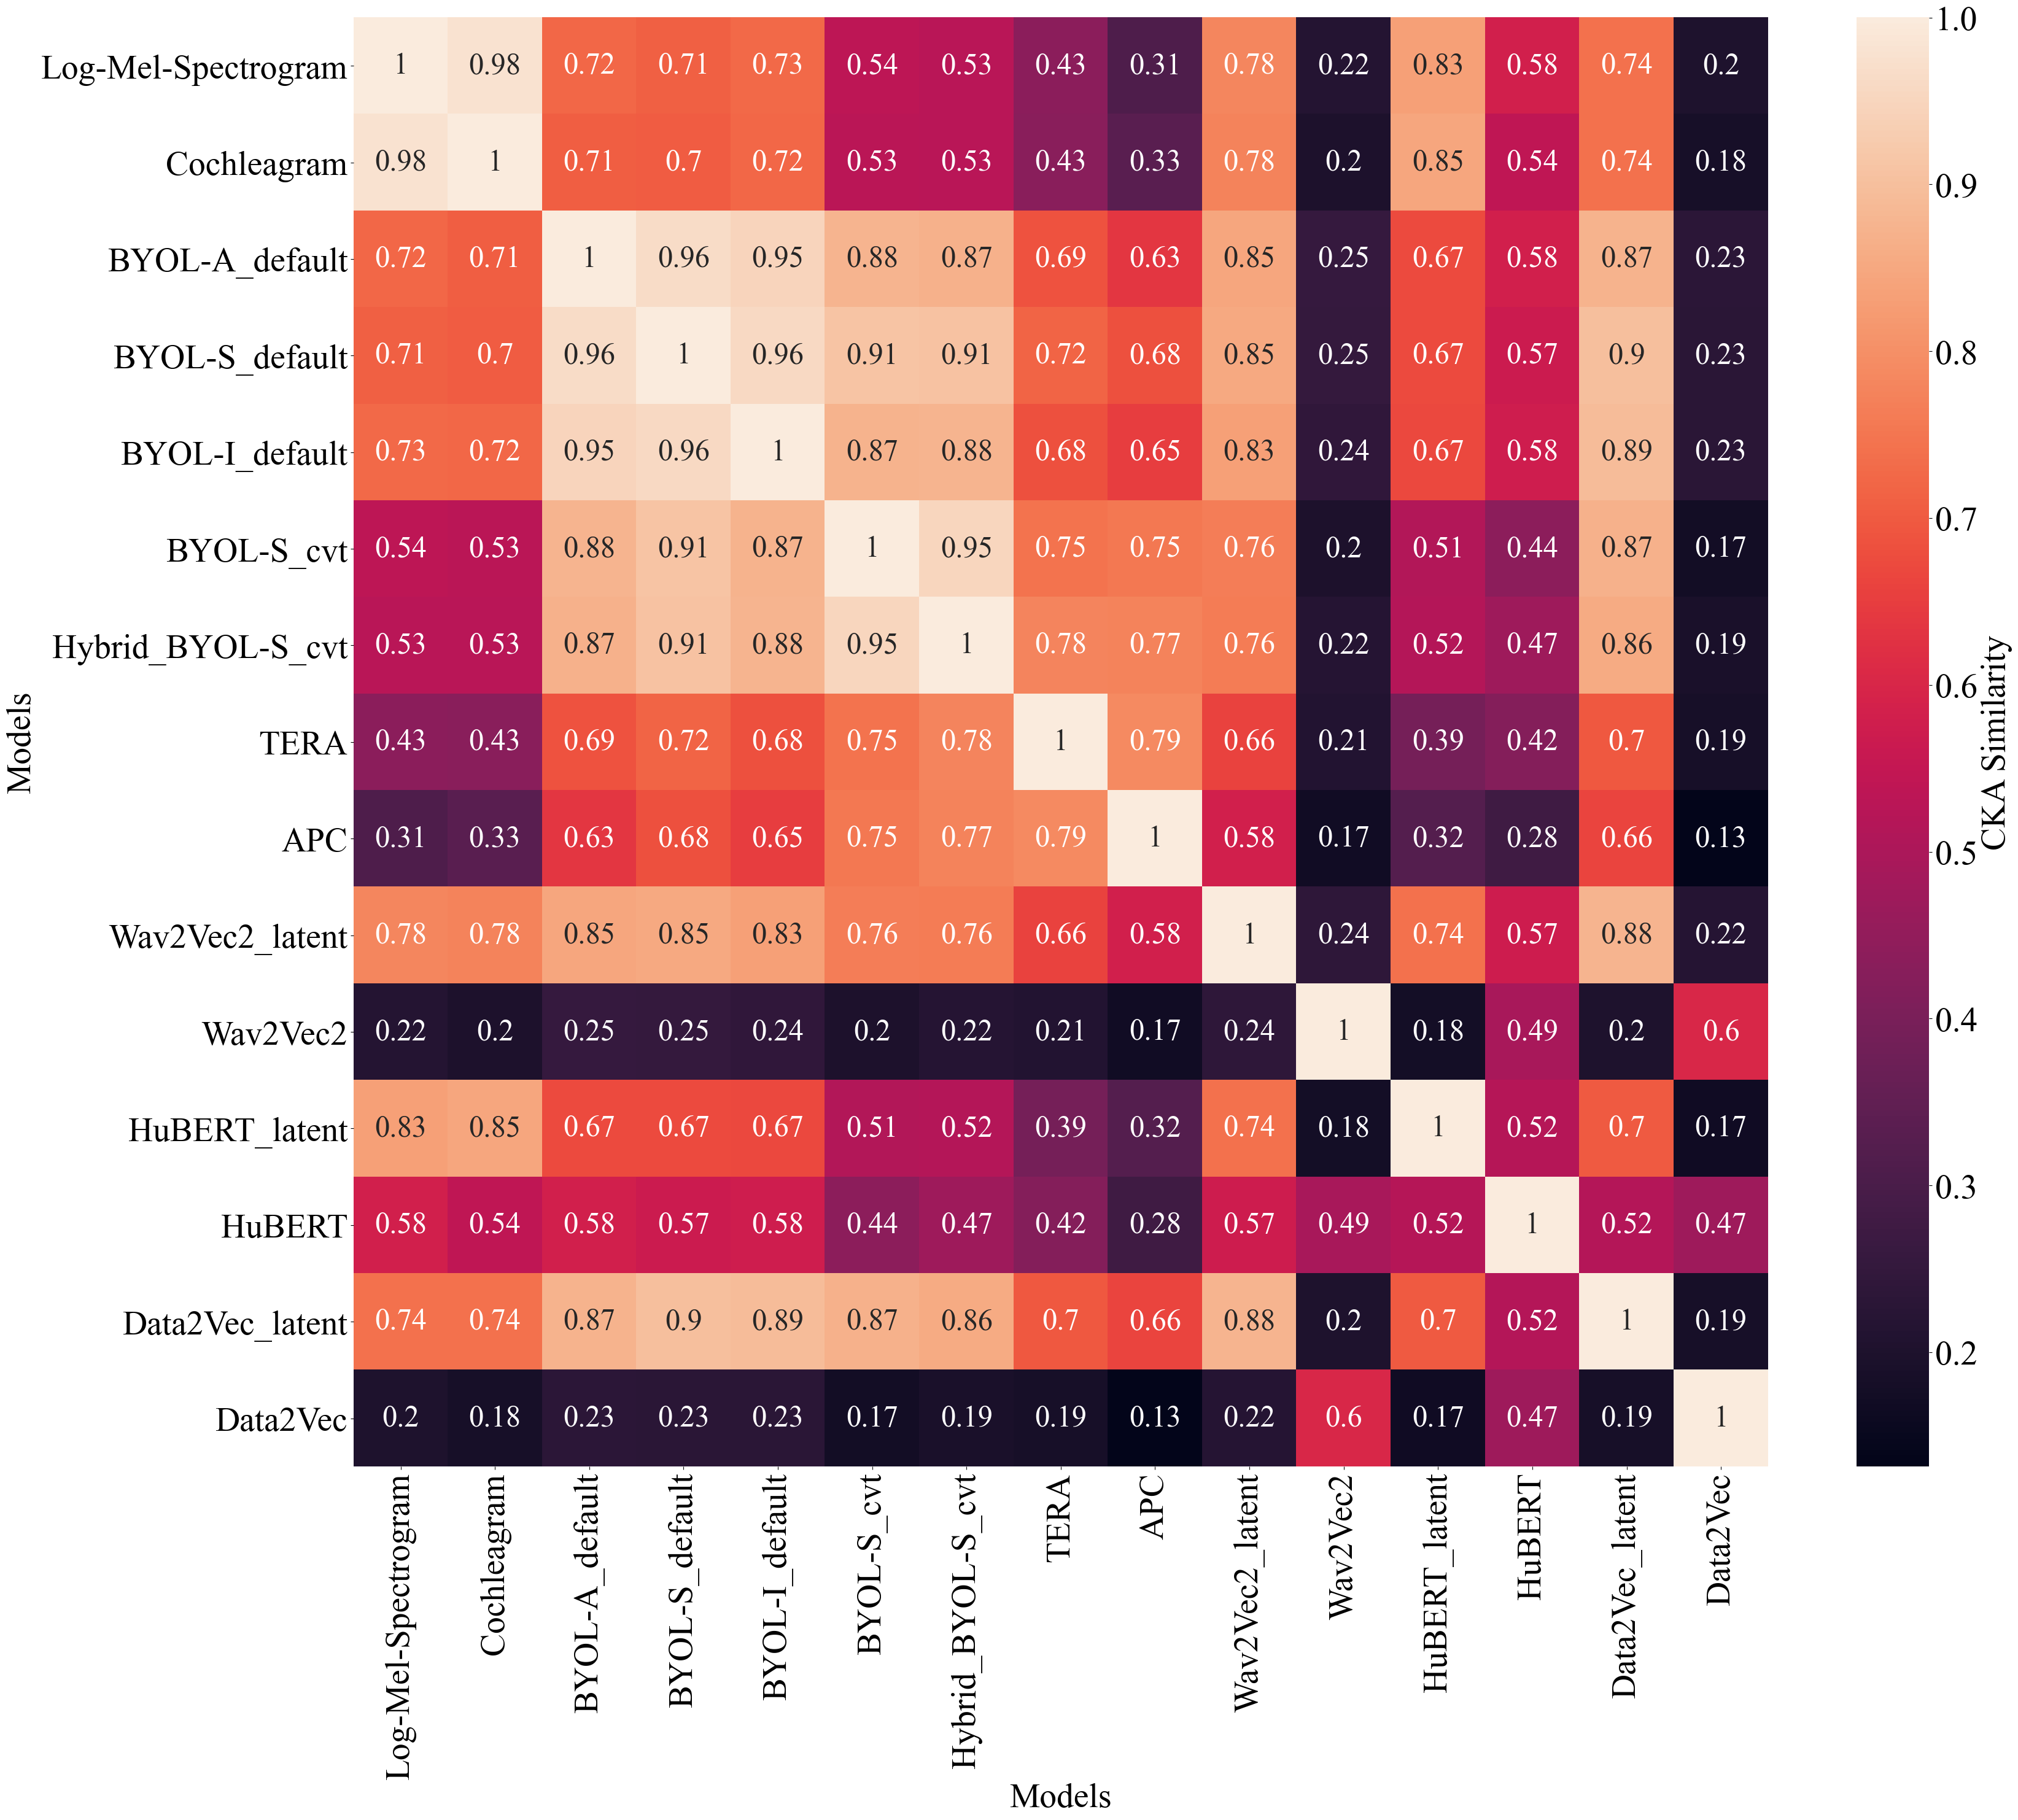 Log-Mel-Spectrogram 1 0.98 0.72 0.71 0.73 0.54 0.53 0.43 0.31 0.78 0.22 0.83 0.58 0.74 0.2
Cochleagram 0.98 1 0.71 0.7 0.72 0.53 0.53 0.43 0.33 0.78 0.2 0.85 0.54 0.74 0.18
BYOL-A_default 0.72 0.71 1 0.96 0.95 0.88 0.87 0.69 0.63 0.85 0.25 0.67 0.58 0.87 0.23
BYOL-S_default 0.71 0.7 0.96 1 0.96 0.91 0.91 0.72 0.68 0.85 0.25 0.67 0.57 0.9 0.23
BYOL-I_default 0.73 0.72 0.95 0.96 1 0.87 0.88 0.68 0.65 0.83 0.24 0.67 0.58 0.89 0.23
BYOL-S_cvt 0.54 0.53 0.88 0.91 0.87 1 0.95 0.75 0.75 0.76 0.2 0.51 0.44 0.87 0.17
Hybrid_BYOL-S_cvt 0.53 0.53 0.87 0.91 0.88 0.95 1 0.78 0.77 0.76 0.22 0.52 0.47 0.86 0.19
TERA 0.43 0.43 0.69 0.72 0.68 0.75 0.78 1 0.79 0.66 0.21 0.39 0.42 0.7 0.19
APC 0.31 0.33 0.63 0.68 0.65 0.75 0.77 0.79 1 0.58 0.17 0.32 0.28 0.66 0.13
Wav2Vec2_latent 0.78 0.78 0.85 0.85 0.83 0.76 0.76 0.66 0.58 1 0.24 0.74 0.57 0.88 0.22
Wav2Vec2 0.22 0.2 0.25 0.25 0.24 0.2 0.22 0.21 0.17 0.24 1 0.18 0.49 0.2 0.6
HuBERT_latent 0.83 0.85 0.67 0.67 0.67 0.51 0.52 0.39 0.32 0.74 0.18 1 0.52 0.7 0.17
HuBERT 0.58 0.54 0.58 0.57 0.58 0.44 0.47 0.42 0.28 0.57 0.49 0.52 1 0.52 0.47
Data2Vec_latent 0.74 0.74 0.87 0.9 0.89 0.87 0.86 0.7 0.66 0.88 0.2 0.7 0.52 1 0.19
Data2Vec 0.2 0.18 0.23 0.23 0.23 0.17 0.19 0.19 0.13 0.22 0.6 0.17 0.47 0.19 1
Models
Log-Mel-Spectrogram
Cochleagram
BYOL-A_default
BYOL-S_default
BYOL-I_default
BYOL-S_cvt
Hybrid_BYOL-S_cvt
TERA
APC
Wav2Vec2_latent
Wav2Vec2
HuBERT_latent
HuBERT
Data2Vec_latent
Data2Vec
Models
1.0
0.9
0.8
0.7
0.6
0.5
0.4
0.3
0.2
CKA Similarity